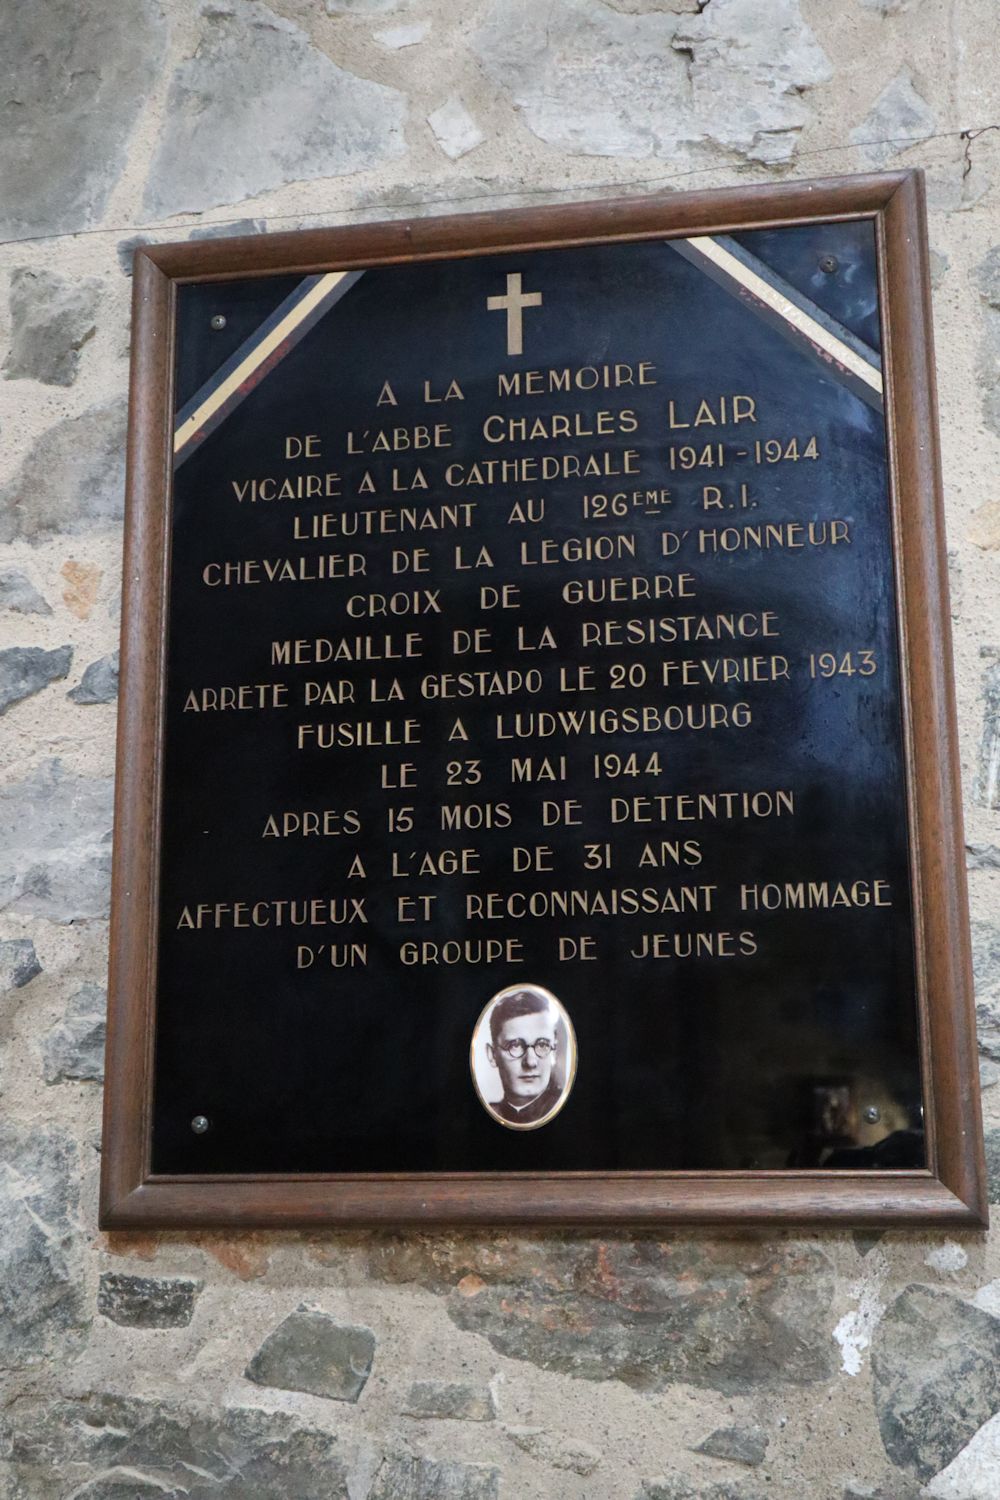 A LA MEMOIRE
DE L'ABBE CHARLES LAIR
VICAIRE A LA CATHEDRALE 1941-1944
LIEUTENANT AU 126EME R.I.
CHEVALIER DE LA LEGION D'HONNEUR
CROIX DE GUERRE
MEDAILLE DE LA RESISTANCE
ARRETE PAR LA GESTAPO LE 20 FEVRIER 1943
FUSILLE A LUDWIGSBOURG
LE 23 MAI 1944
APRES 15 MOIS DE DETENTION
A L'AGE DE 31 ANS
AFFECTUEUX ET RECONNAISSANT HOMMAGE
D'UN GROUPE DE JEUNES